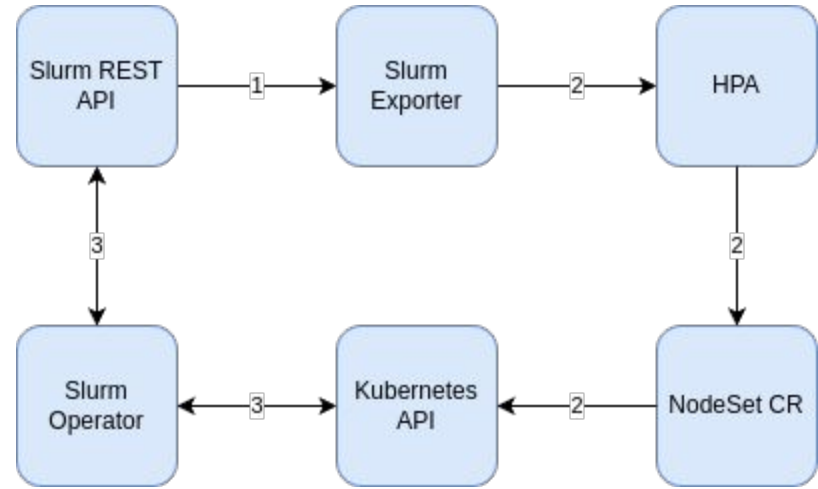 Slurm REST
API
1
Slurm
Exporter
2
HPA
3
2
Slurm
Operator
3
Kubernetes
API
2
NodeSet CR